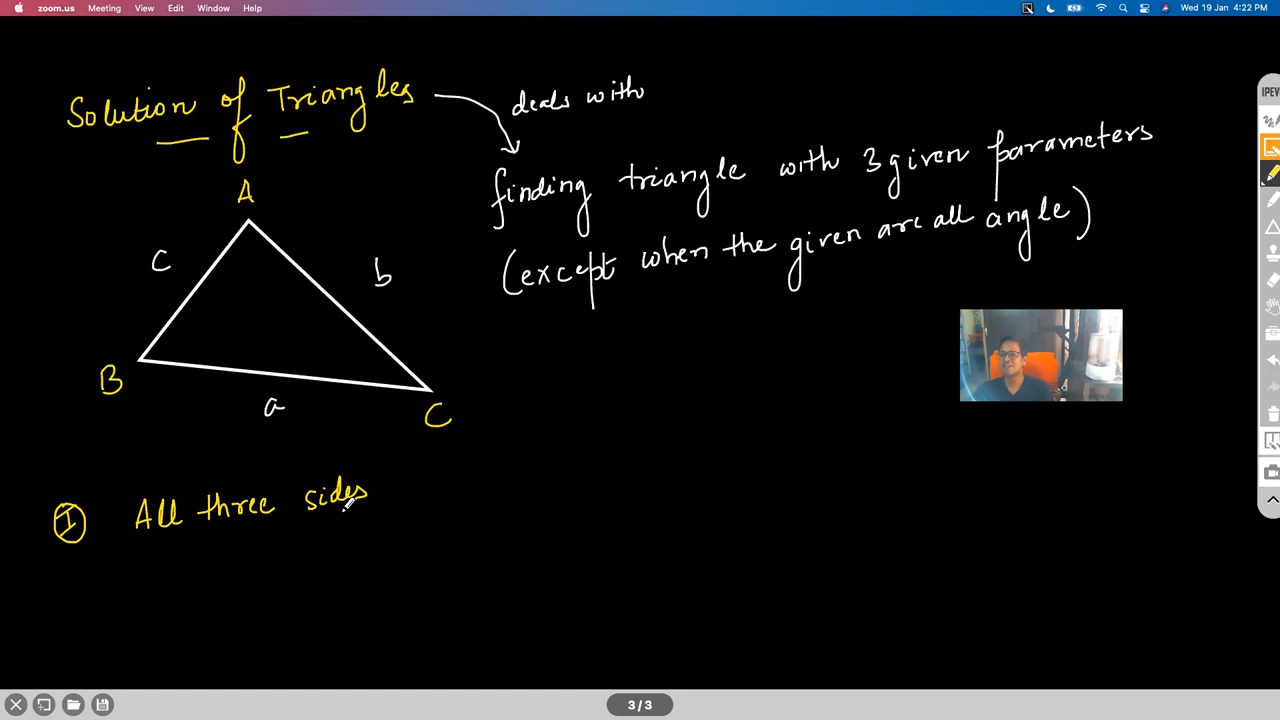 zoom.us Meeting View Edit Window Help Wed 19 Jan 4:22 PM
Solution of Triangles
deals with
finding triangle with 3 given parameters
(except when the given are all angle)
A
c
b
B
a
C
I All three sides
IPEV
3/3